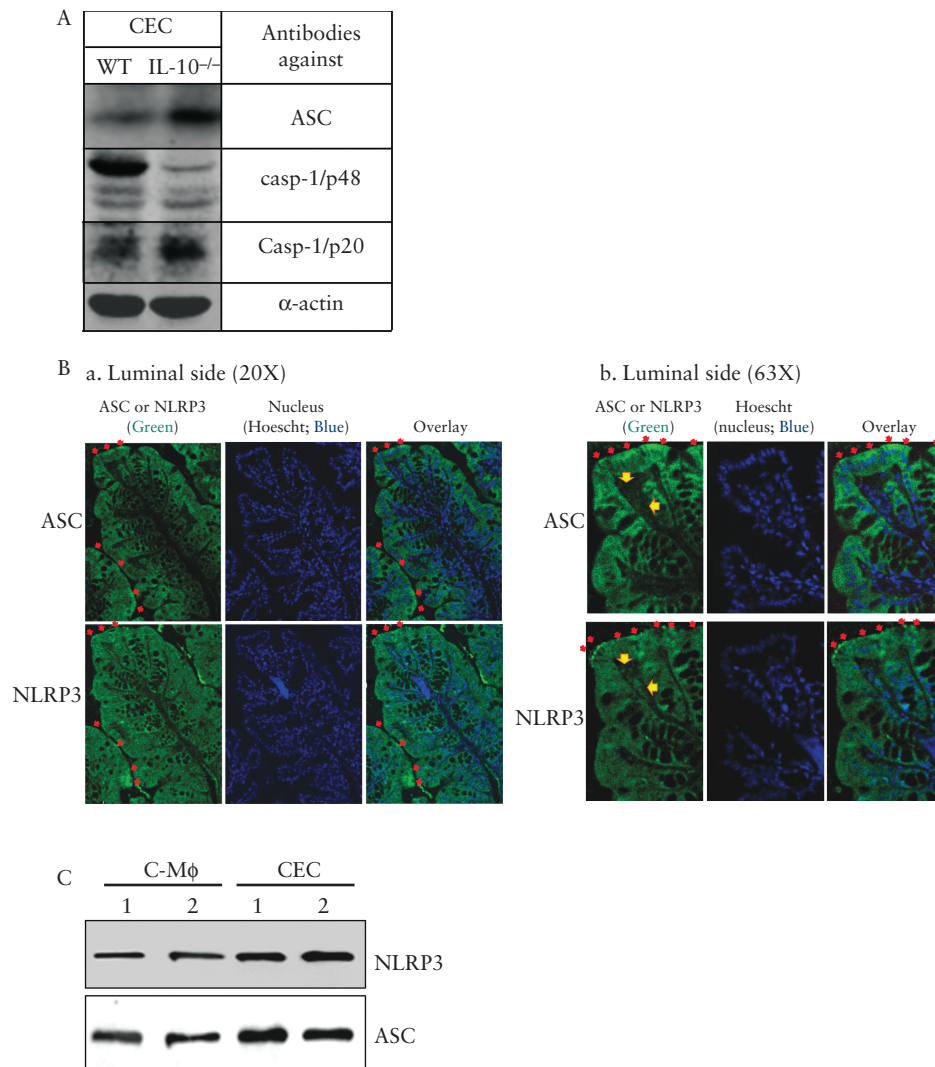 A
CEC
Antibodies against
WT IL-10–/–
ASC
casp-1/p48
Casp-1/p20
α-actin
B
a. Luminal side (20X)
ASC or NLRP3 (Green)
Nucleus (Hoescht; Blue)
Overlay
ASC
NLRP3
b. Luminal side (63X)
ASC or NLRP3 (Green)
Hoescht (nucleus; Blue)
Overlay
ASC
NLRP3
C
C-Mϕ CEC
1 2 1 2
NLRP3
ASC